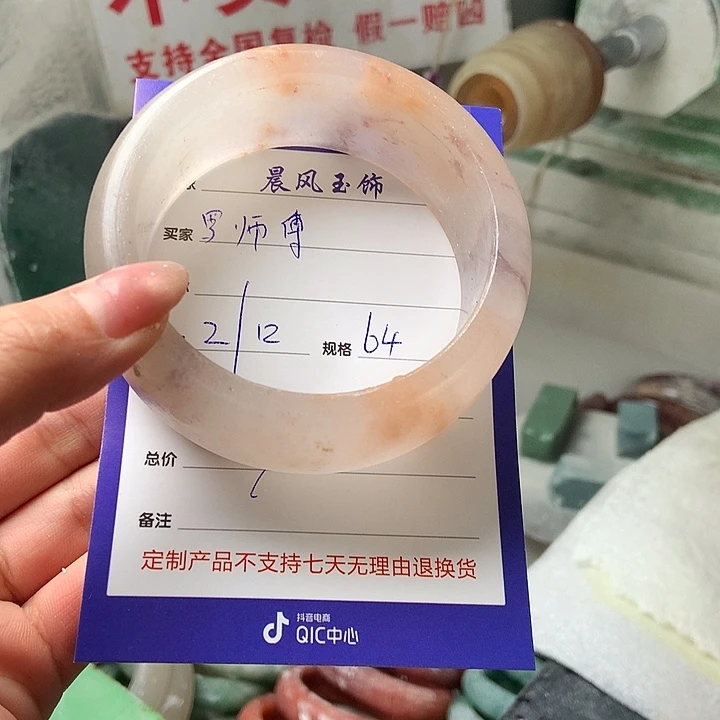 支持全国复检 假一赔四
家 晨风玉饰
买家 罗师傅
2/12 规格 64
总价
备注
定制产品不支持七天无理由退换货
抖音电商
QIC中心